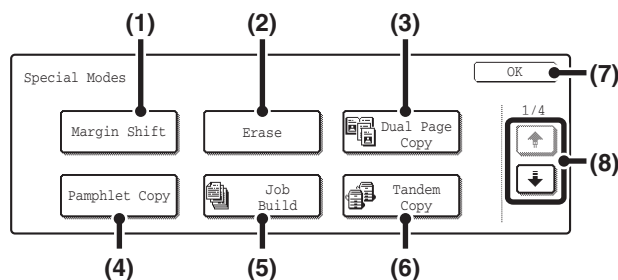 (1) (2) (3)
Special Modes
OK
(7)
Margin Shift
Erase
Dual Page
Copy
1/4
(8)
Pamphlet Copy
Job
Build
Tandem
Copy
(4) (5) (6)